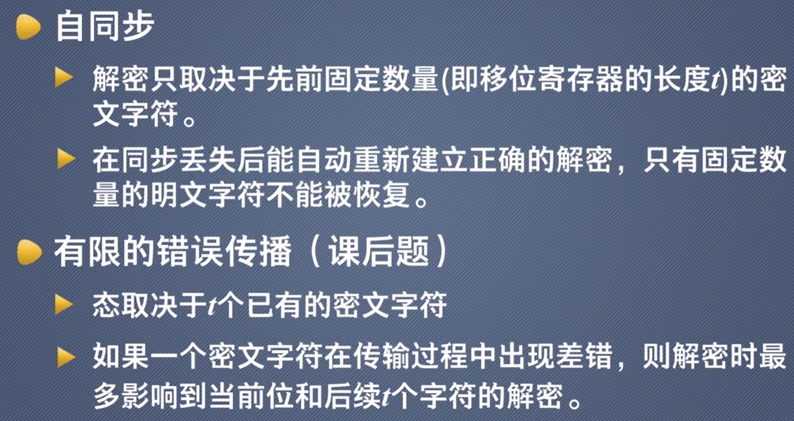 自同步
解密只取决于先前固定数量(即移位寄存器的长度t)的密
文字符。
在同步丢失后能自动重新建立正确的解密，只有固定数
量的明文字符不能被恢复。
有限的错误传播（课后题）
态取决于t个已有的密文字符
如果一个密文字符在传输过程中出现差错，则解密时最
多影响到当前位和后续t个字符的解密。